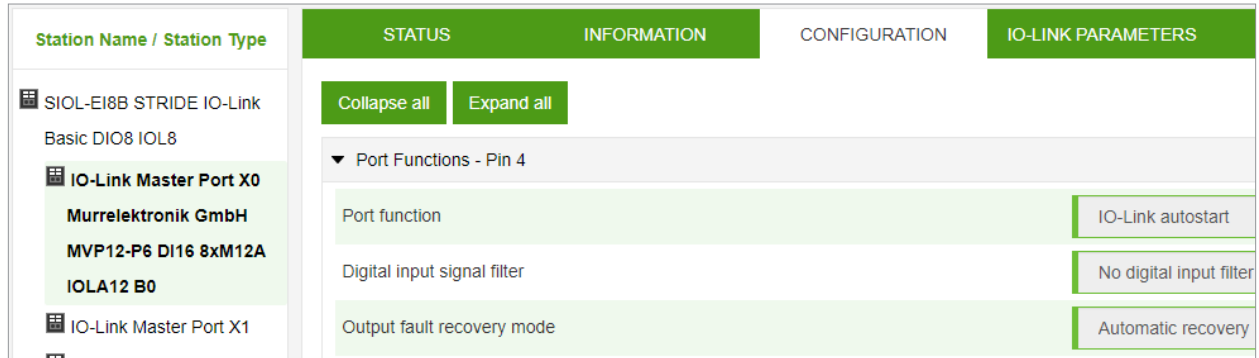 Station Name / Station Type
SIOL-EI8B STRIDE IO-Link
Basic DIO8 IOL8
IO-Link Master Port X0
Murrelektronik GmbH
MVP12-P6 DI16 8xM12A
IOLA12 B0
IO-Link Master Port X1
STATUS
INFORMATION
CONFIGURATION
IO-LINK PARAMETERS
Collapse all
Expand all
Port Functions - Pin 4
Port function
IO-Link autostart
Digital input signal filter
No digital input filter
Output fault recovery mode
Automatic recovery